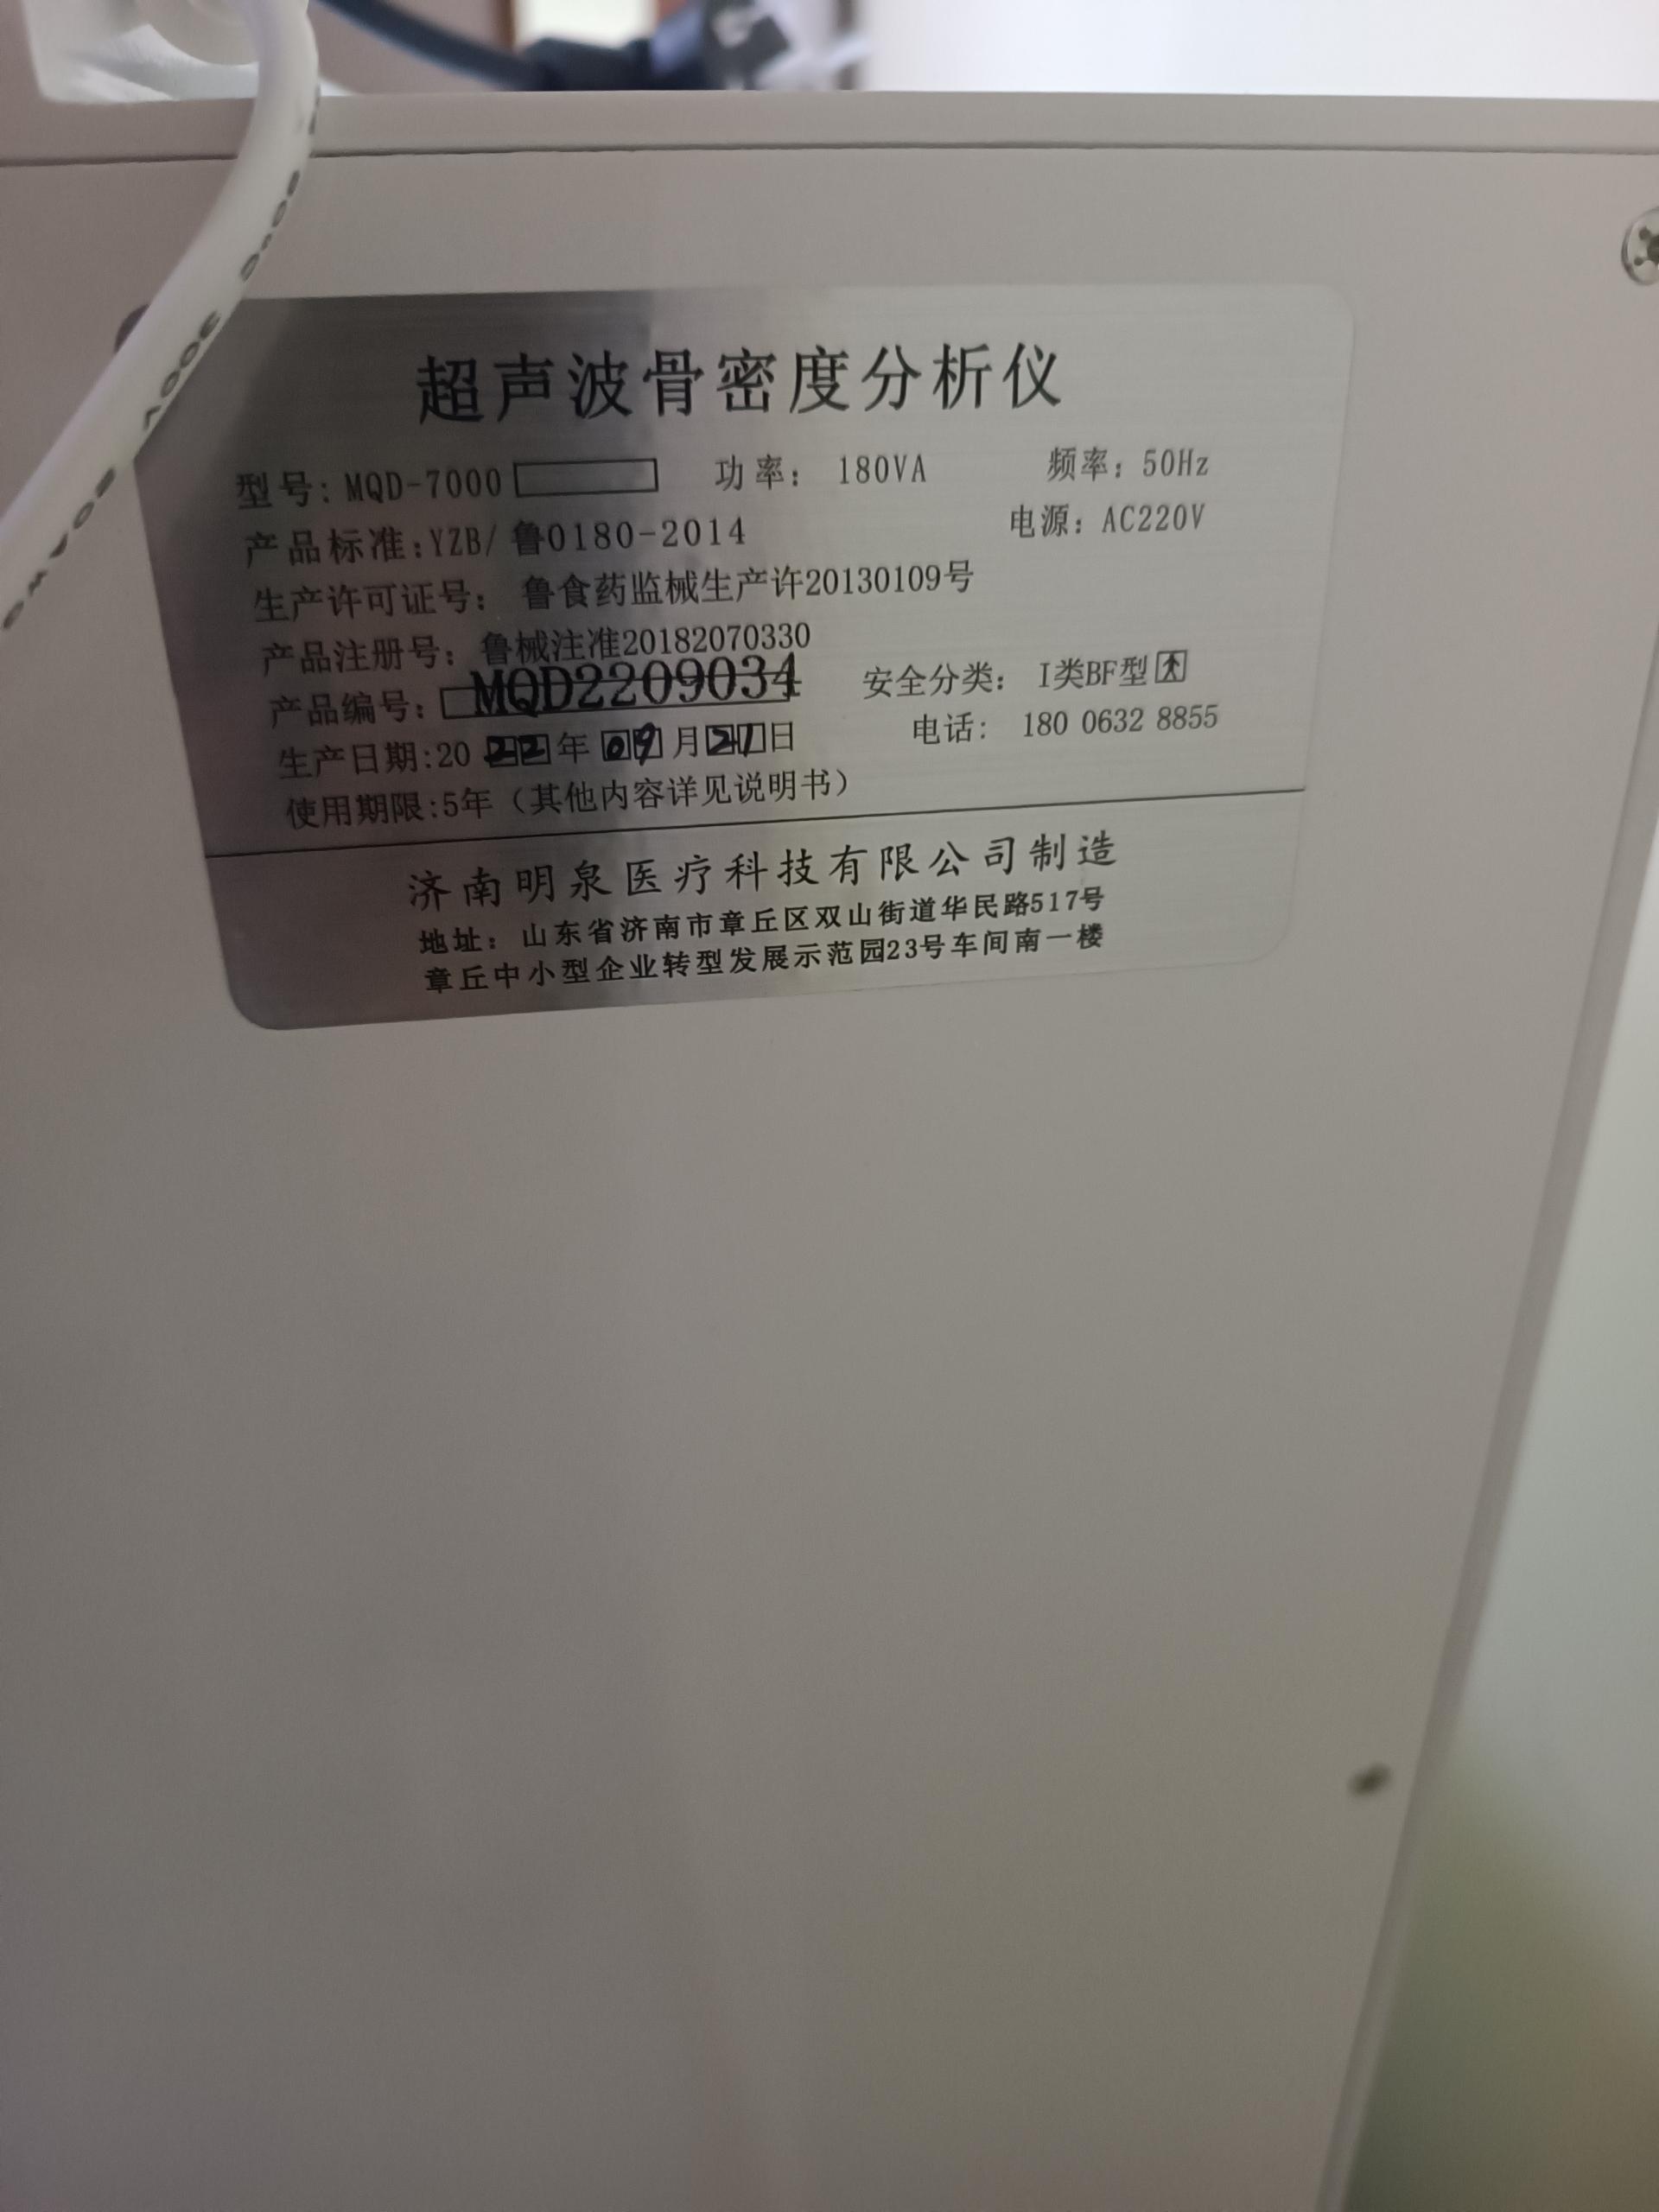 超声波骨密度分析仪
型号: MQD-7000 功率: 180VA 频率: 50Hz
产品标准:YZB/ 鲁0180-2014 电源: AC220V
生产许可证号: 鲁食药监械生产许20130109号
产品注册号: 鲁械注准20182070330
产品编号: MQD2209034 安全分类: I类BF型
生产日期:20 22年 09月21日 电话: 180 0632 8855
使用期限:5年（其他内容详见说明书）
济南明泉医疗科技有限公司制造
地址: 山东省济南市章丘区双山街道华民路517号
章丘中小型企业转型发展示范园23号车间南一楼